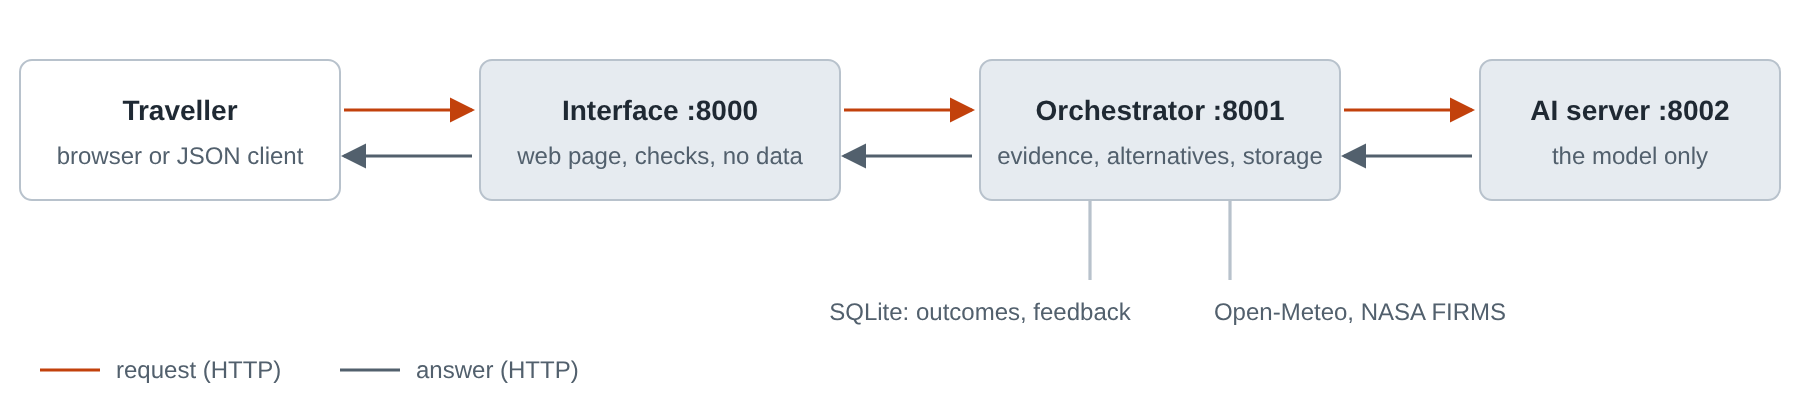 Traveller
browser or JSON client
Interface :8000
web page, checks, no data
Orchestrator :8001
evidence, alternatives, storage
AI server :8002
the model only
SQLite: outcomes, feedback
Open-Meteo, NASA FIRMS
request (HTTP)
answer (HTTP)